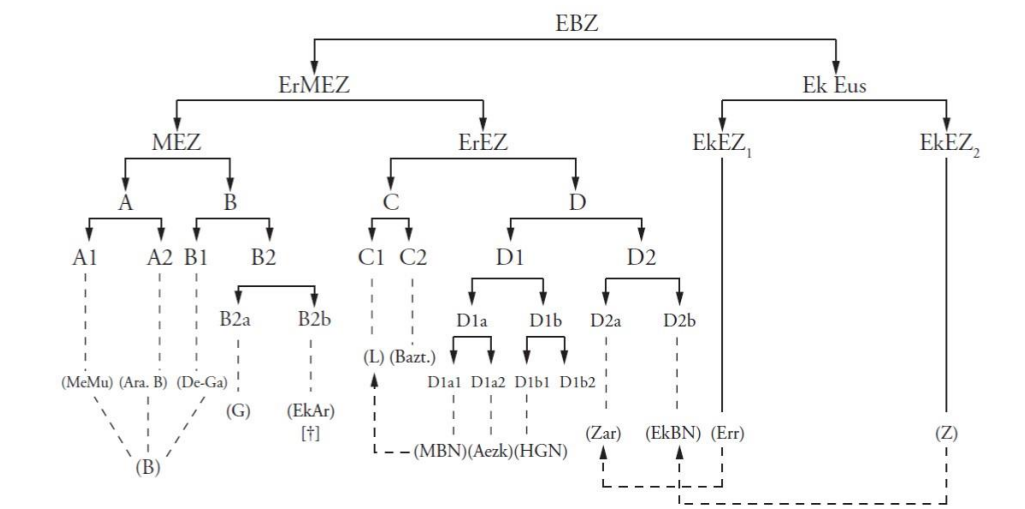 EBZ
ErMEZ Ek Eus
MEZ ErEZ EkEZ₁ EkEZ₂
A B C D
A1 A2 B1 B2 C1 C2 D1 D2
B2a B2b D1a D1b D2a D2b
(L) (Bazt.)
(MeMu) (Ara. B) (De-Ga) D1a1 D1a2 D1b1 D1b2
(G) (EkAr)
[†] (Zar) (EkBN) (Err) (Z)
(MBN)(Aezk)(HGN)
(B)